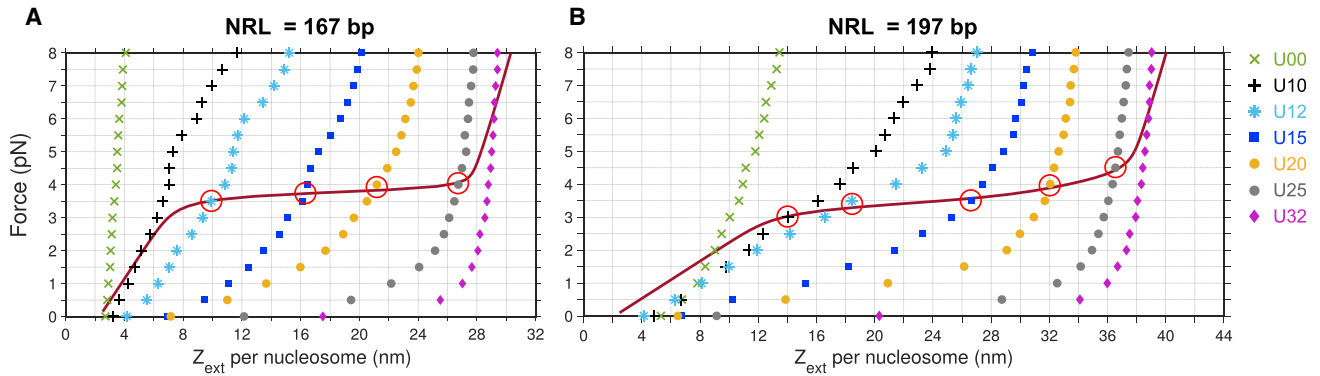 A
NRL = 167 bp
8
7
6
5
4
3
2
1
0
Force (pN)
0 4 8 12 16 20 24 28 32
Z_ext per nucleosome (nm)
B
NRL = 197 bp
8
7
6
5
4
3
2
1
0
0 4 8 12 16 20 24 28 32 36 40 44
Z_ext per nucleosome (nm)
U00
U10
U12
U15
U20
U25
U32